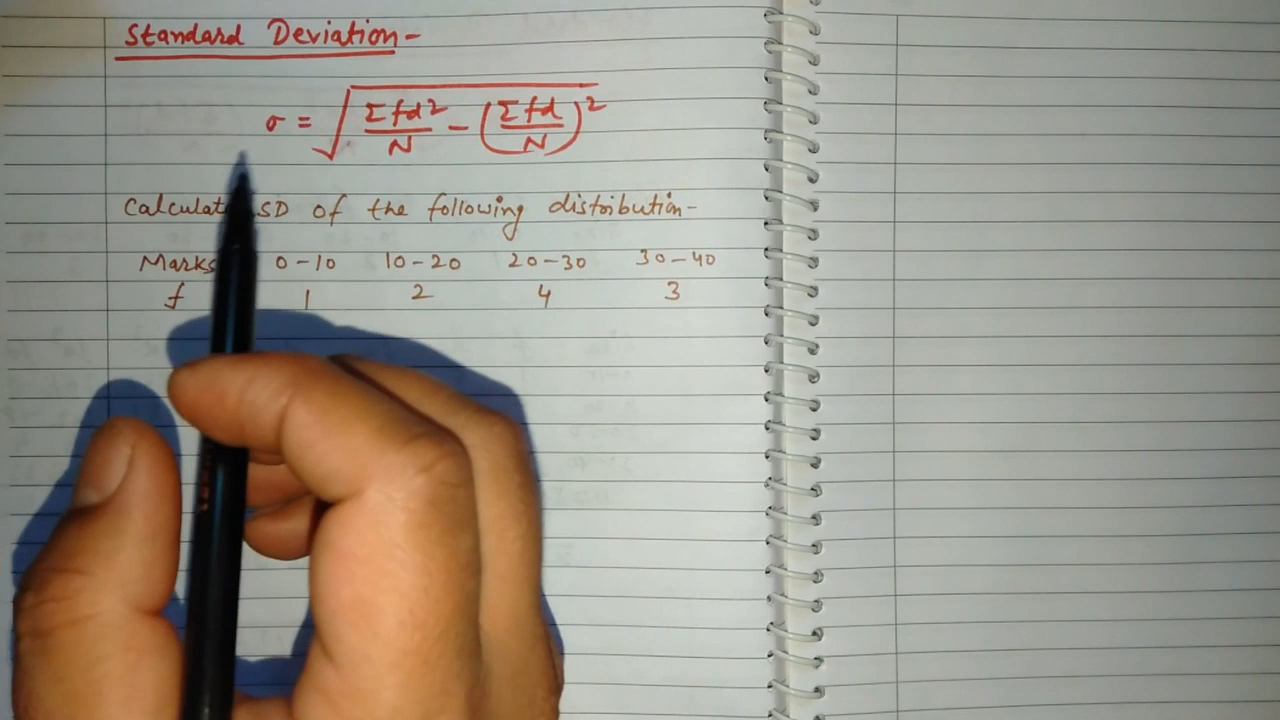 Standard Deviation-
σ = √(Σfd²/N - (Σfd/N)²)
Calculat SD of the following distribution-
Marks 0-10 10-20 20-30 30-40
f 1 2 4 3